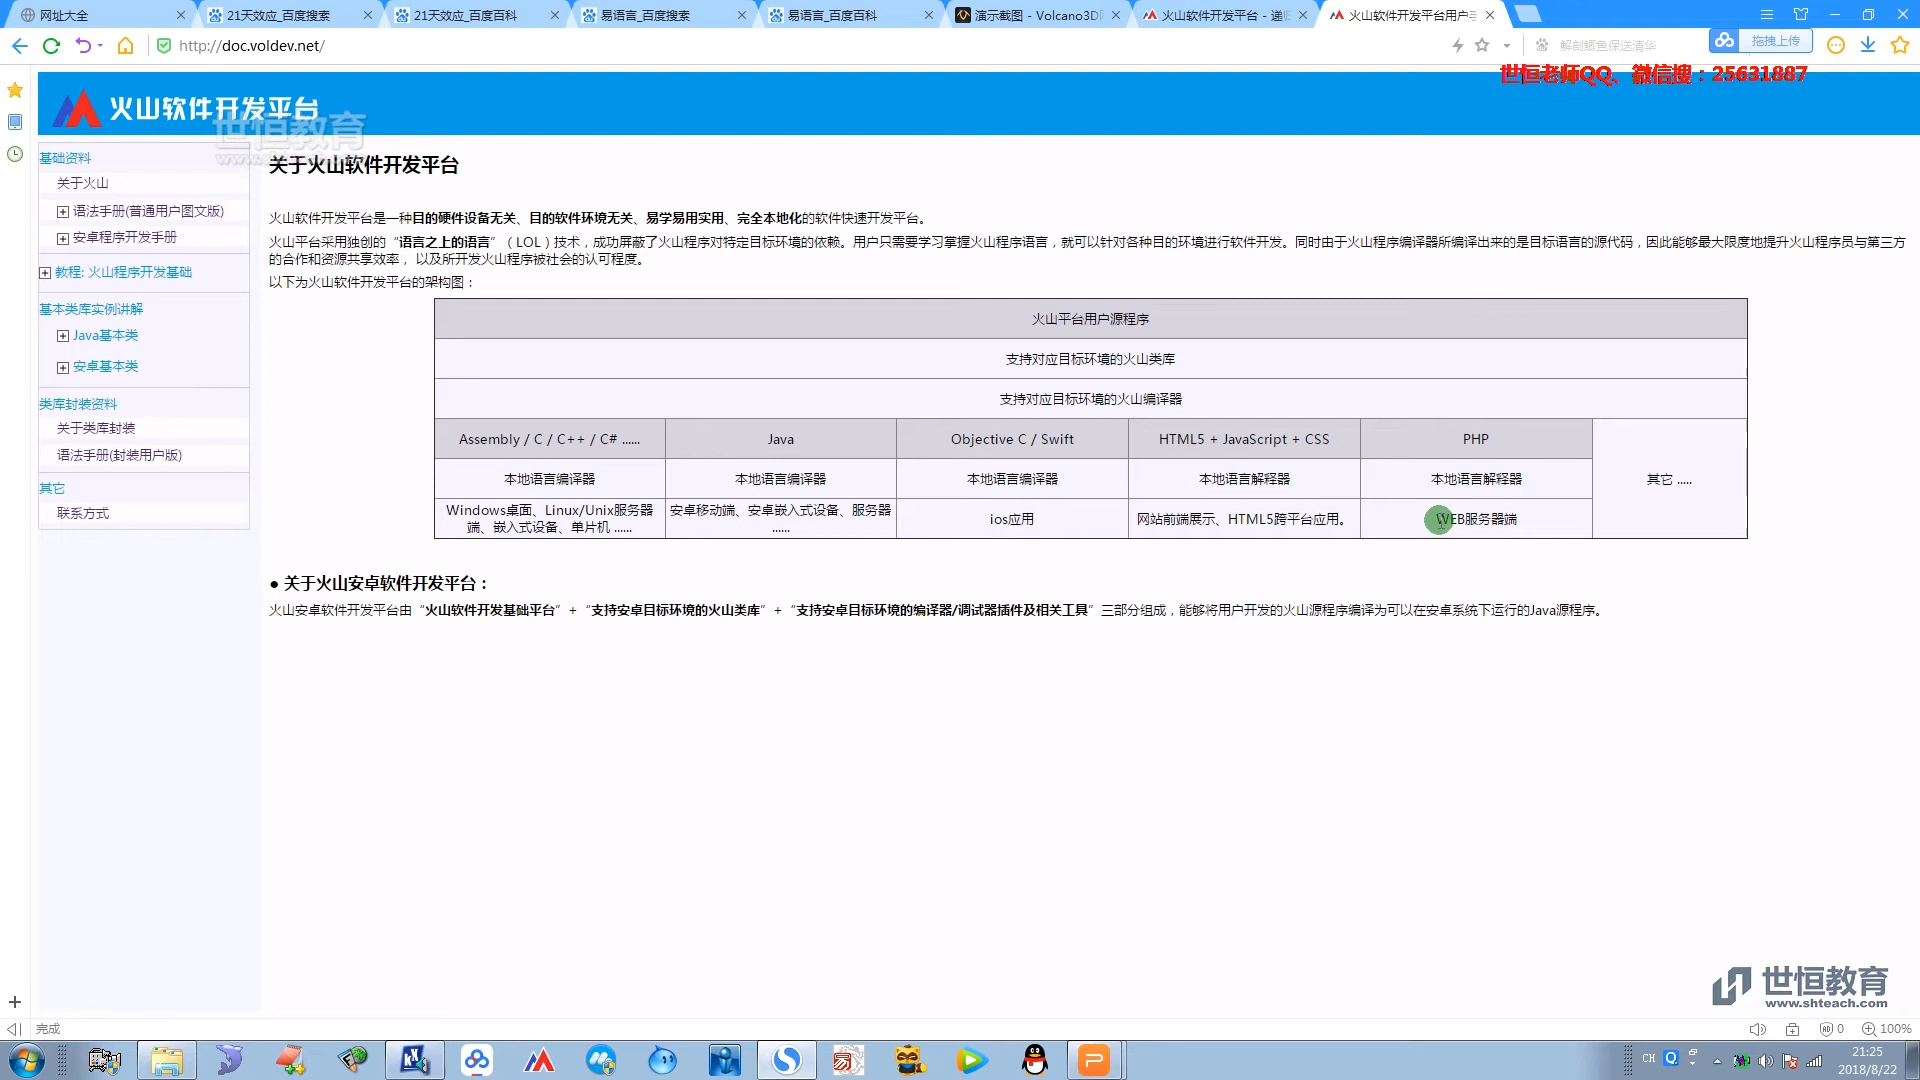 网址大全
21天效应_百度搜索
21天效应_百度百科
易语言_百度搜索
易语言_百度百科
演示截图 - Volcano3D
火山软件开发平台 - 递
火山软件开发平台用户手
http://doc.voldev.net/
解剖鲫鱼保送清华
拖拽上传
世恒老师QQ、微信搜：25631887
火山软件开发平台
世恒教育
基础资料
关于火山
语法手册(普通用户图文版)
安卓程序开发手册
教程: 火山程序开发基础
基本类库实例讲解
Java基本类
安卓基本类
类库封装资料
关于类库封装
语法手册(封装用户版)
其它
联系方式
关于火山软件开发平台
火山软件开发平台是一种目的硬件设备无关、目的软件环境无关、易学易用实用、完全本地化的软件快速开发平台。
火山平台采用独创的“语言之上的语言”（LOL）技术，成功屏蔽了火山程序对特定目标环境的依赖。用户只需要学习掌握火山程序语言，就可以针对各种目的环境进行软件开发。同时由于火山程序编译器所编译出来的是目标语言的源代码，因此能够最大限度地提升火山程序员与第三方
的合作和资源共享效率，以及所开发火山程序被社会的认可程度。
以下为火山软件开发平台的架构图：
火山平台用户源程序
支持对应目标环境的火山类库
支持对应目标环境的火山编译器
Assembly / C / C++ / C# ......
Java
Objective C / Swift
HTML5 + JavaScript + CSS
PHP
其它 .....
本地语言编译器
本地语言编译器
本地语言编译器
本地语言解释器
本地语言解释器
Windows桌面、Linux/Unix服务器
端、嵌入式设备、单片机 ......
安卓移动端、安卓嵌入式设备、服务器
......
ios应用
网站前端展示、HTML5跨平台应用。
WEB服务器端
● 关于火山安卓软件开发平台：
火山安卓软件开发平台由“火山软件开发基础平台”+“支持安卓目标环境的火山类库”+“支持安卓目标环境的编译器/调试器插件及相关工具”三部分组成，能够将用户开发的火山源程序编译为可以在安卓系统下运行的Java源程序。
世恒教育
www.shteach.com
完成
0
100%
CH
21:25
2018/8/22